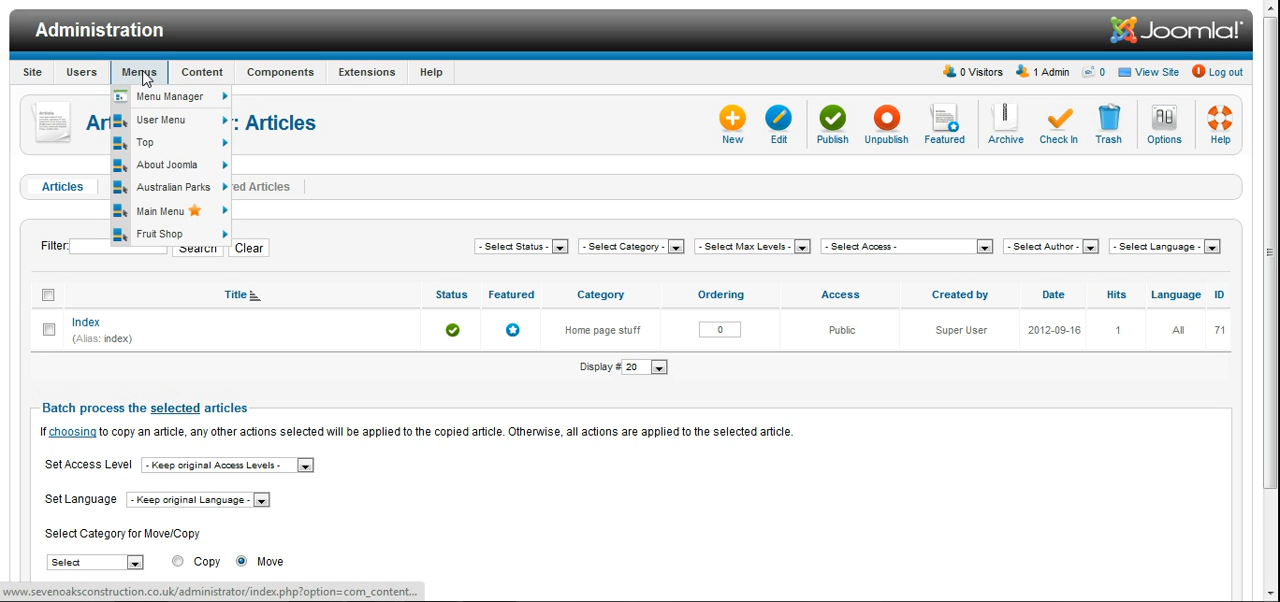 Administration
Joomla!
Site Users Menus Content Components Extensions Help
0 Visitors 1 Admin 0 View Site Log out
Menu Manager
User Menu
Top
About Joomla
Australian Parks
Main Menu
Fruit Shop
Art : Articles
New Edit Publish Unpublish Featured Archive Check In Trash Options Help
Articles ed Articles
Filter: Search Clear - Select Status - - Select Category - - Select Max Levels - - Select Access - - Select Author - - Select Language -
Title Status Featured Category Ordering Access Created by Date Hits Language ID
Index
(Alias: index)
Home page stuff 0 Public Super User 2012-09-16 1 All 71
Display # 20
Batch process the selected articles
If choosing to copy an article, any other actions selected will be applied to the copied article. Otherwise, all actions are applied to the selected article.
Set Access Level - Keep original Access Levels -
Set Language - Keep original Language -
Select Category for Move/Copy
Select Copy Move
www.sevenoaksconstruction.co.uk/administrator/index.php?option=com_content...